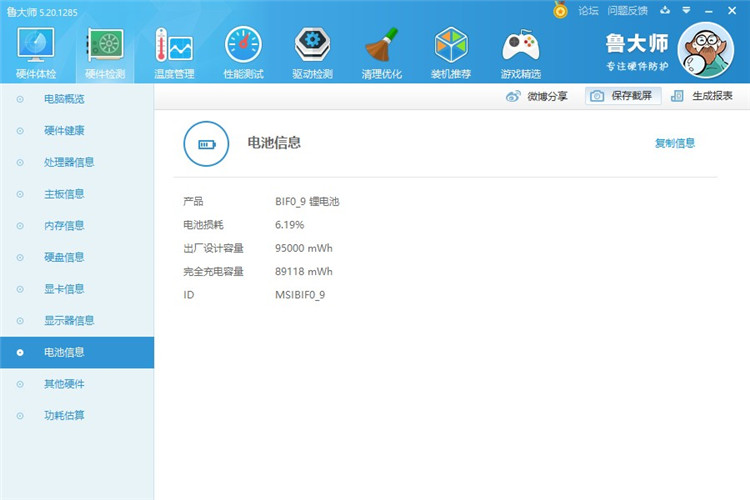 鲁大师 5.20.1285
论坛 问题反馈
硬件体检 硬件检测 温度管理 性能测试 驱动检测 清理优化 装机推荐 游戏精选
鲁大师
专注硬件防护
微博分享 保存截屏 生成报表
电脑概览
硬件健康
处理器信息
主板信息
内存信息
硬盘信息
显卡信息
显示器信息
电池信息
其他硬件
功耗估算
电池信息 复制信息
产品 BIF0_9 锂电池
电池损耗 6.19%
出厂设计容量 95000 mWh
完全充电容量 89118 mWh
ID MSIBIF0_9